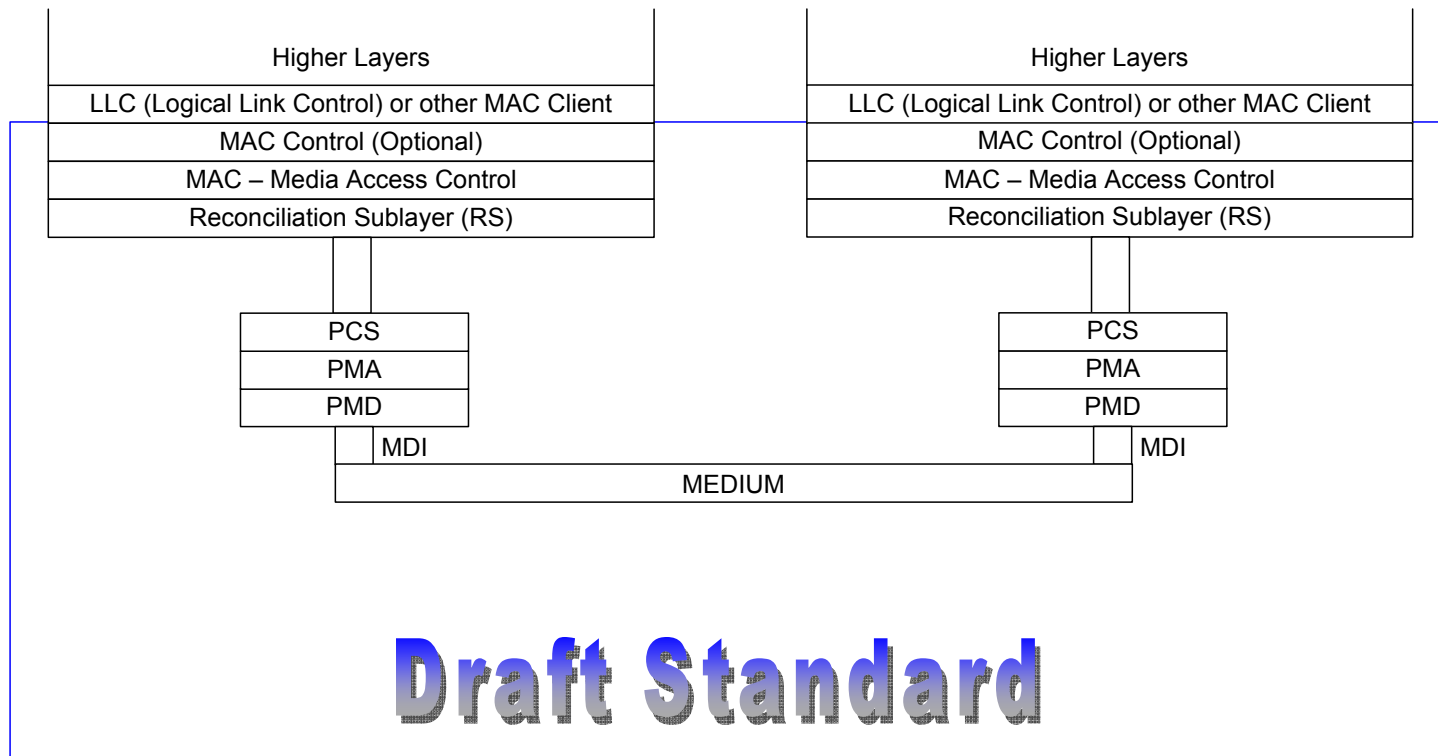 Higher Layers
LLC (Logical Link Control) or other MAC Client
MAC Control (Optional)
MAC – Media Access Control
Reconciliation Sublayer (RS)
PCS
PMA
PMD
MDI
Higher Layers
LLC (Logical Link Control) or other MAC Client
MAC Control (Optional)
MAC – Media Access Control
Reconciliation Sublayer (RS)
PCS
PMA
PMD
MDI
MEDIUM
Draft Standard